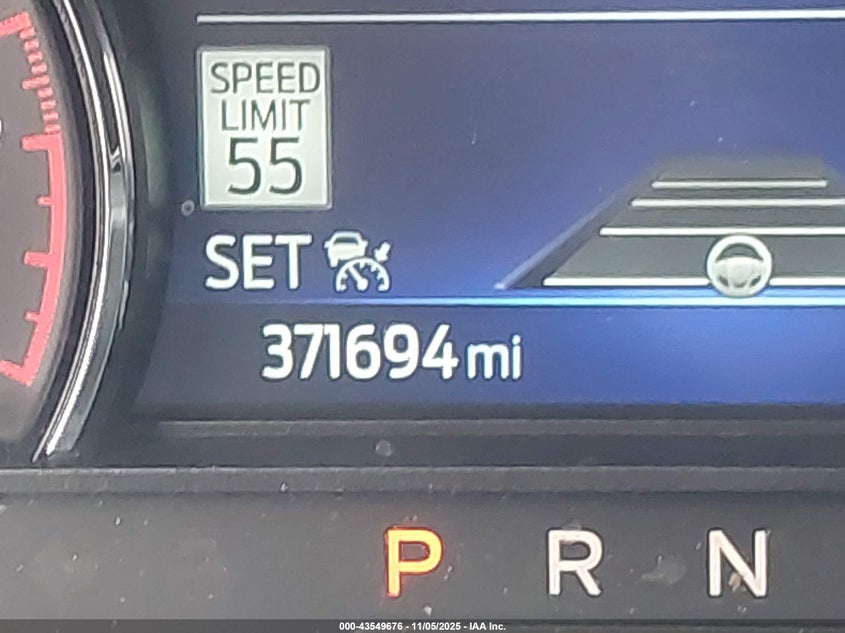 SPEED
LIMIT
55
SET
371694 mi
P R N
000-43549676 - 11/05/2025 - IAA Inc.